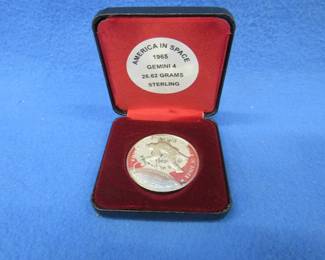 AMERICA IN SPACE
1965
GEMINI 4
26.62 GRAMS
STERLING